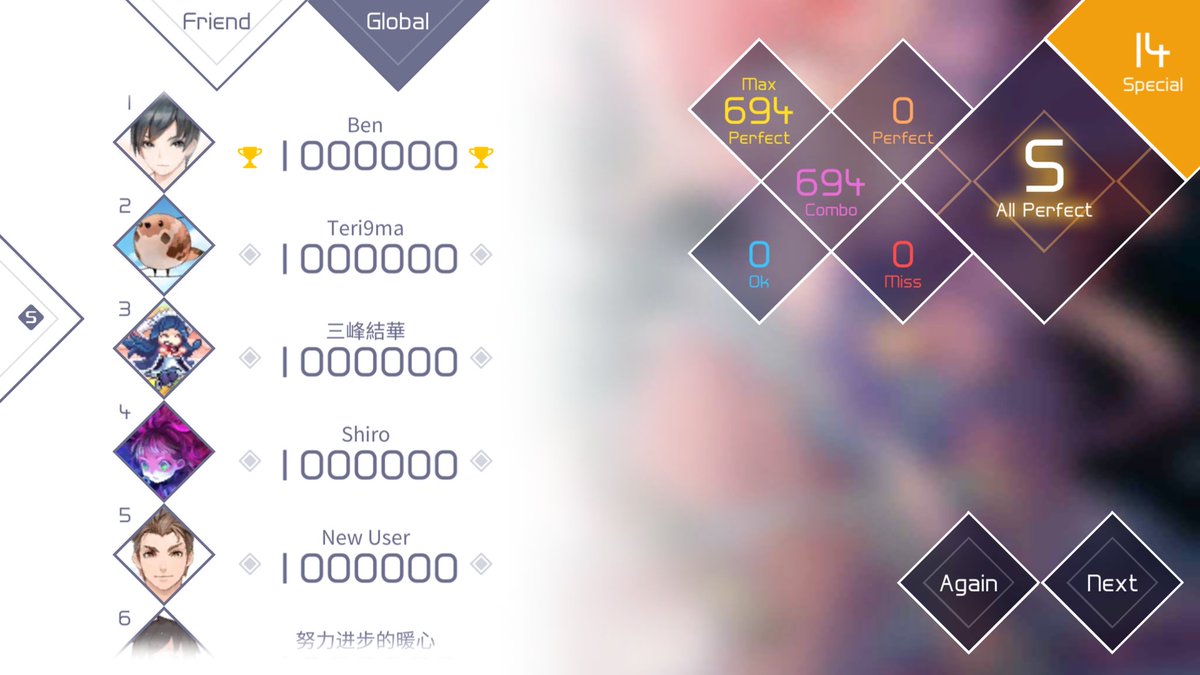 Friend
Global
1
Ben
1000000
2
Teri9ma
1000000
3
三峰結華
1000000
4
Shiro
1000000
5
New User
1000000
6
努力进步的暖心
S
Max
694
Perfect
0
Perfect
694
Combo
0
Ok
0
Miss
S
All Perfect
14
Special
Again
Next